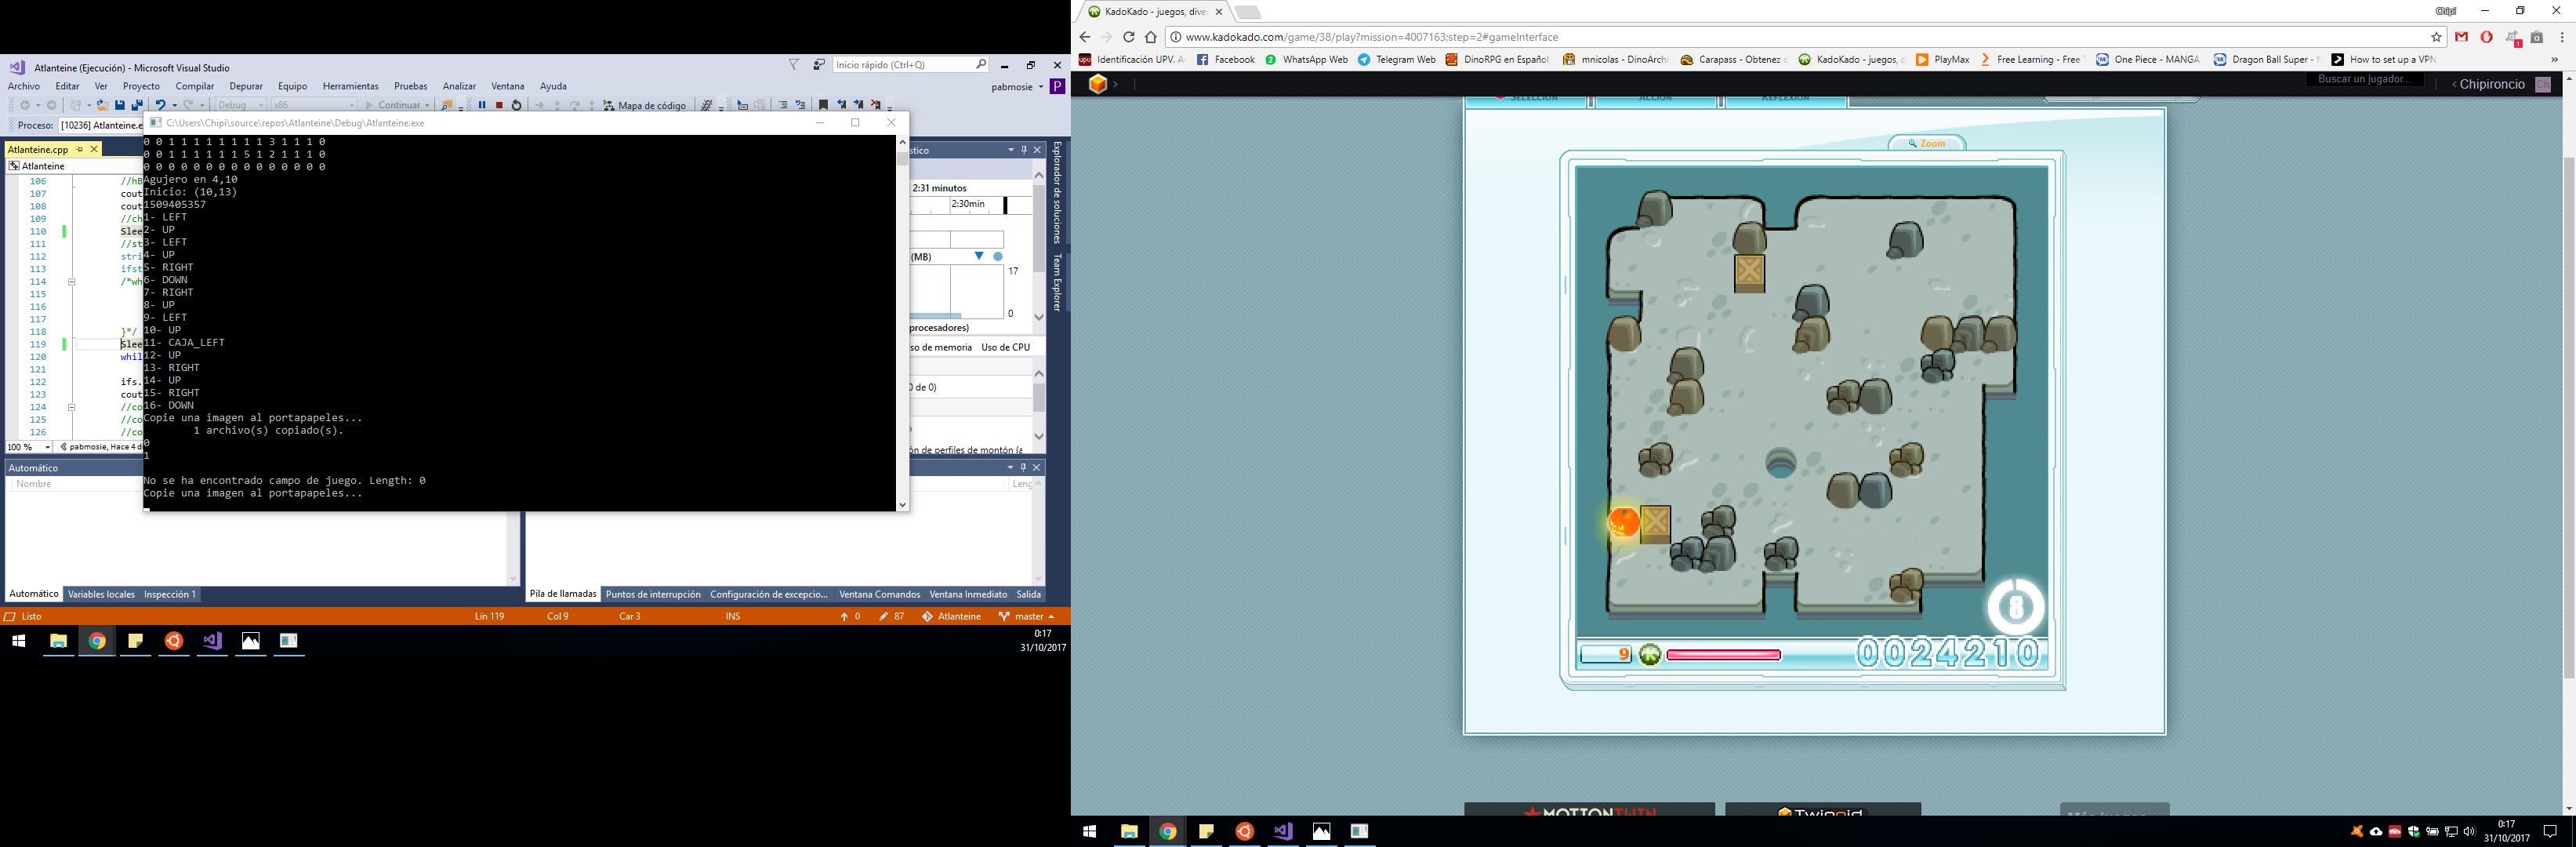 Atlanteine (Ejecución) - Microsoft Visual Studio
Inicio rápido (Ctrl+Q)
Archivo Editar Ver Proyecto Compilar Depurar Equipo Herramientas Pruebas Analizar Ventana Ayuda
pabmosie P
Debug x86 Continuar Mapa de código
Proceso: [10236] Atlanteine.e
C:\Users\Chipi\source\repos\Atlanteine\Debug\Atlanteine.exe
0 0 1 1 1 1 1 1 1 1 3 1 1 1 0
0 0 1 1 1 1 1 1 5 1 2 1 1 1 0
0 0 0 0 0 0 0 0 0 0 0 0 0 0 0
Agujero en 4,10
Inicio: (10,13)
1509405357
1- LEFT
2- UP
3- LEFT
4- UP
5- RIGHT
6- DOWN
7- RIGHT
8- UP
9- LEFT
10- UP
11- CAJA_LEFT
12- UP
13- RIGHT
14- UP
15- RIGHT
16- DOWN
Copie una imagen al portapapeles...
1 archivo(s) copiado(s).
0
1
No se ha encontrado campo de juego. Length: 0
Copie una imagen al portapapeles...
Atlanteine.cpp
Atlanteine
106 //hB
107 cout
108 cout
109 //ch
110 Slee
111 //st
112 stri
113 ifst
114 /*wh
115
116
117
118 }*/
119 Slee
120 whil
121
122 ifs.
123 cout
124 //co
125 //co
126 //co
100 % pabmosie, Hace 4 d
stico
2:31 minutos
2:30min
(MB)
17
0
procesadores)
so de memoria Uso de CPU
0 de 0)
ón de perfiles de montón (a
Explorador de soluciones
Team Explorer
Automático
Nombre
Leng
Automático Variables locales Inspección 1
Pila de llamadas Puntos de interrupción Configuración de excepcio... Ventana Comandos Ventana Inmediato Salida
Listo Lín 119 Col 9 Car 3 INS 0 87 Atlanteine master
0:17
31/10/2017
KadoKado - juegos, dive
Chipi
www.kadokado.com/game/38/play?mission=4007163;step=2#gameInterface
Identificación UPV. A Facebook WhatsApp Web Telegram Web DinoRPG en Español, mnicolas - DinoArchi Carapass - Obtenez d KadoKado - juegos, d PlayMax Free Learning - Free One Piece - MANGA Dragon Ball Super - How to set up a VPN
Buscar un jugador...
Chipironcio Ch
SELECCIÓN ACCIÓN REFLEXIÓN
Zoom
8
9
0024210
MOTIONTWIN
Twinoid
0:17
31/10/2017